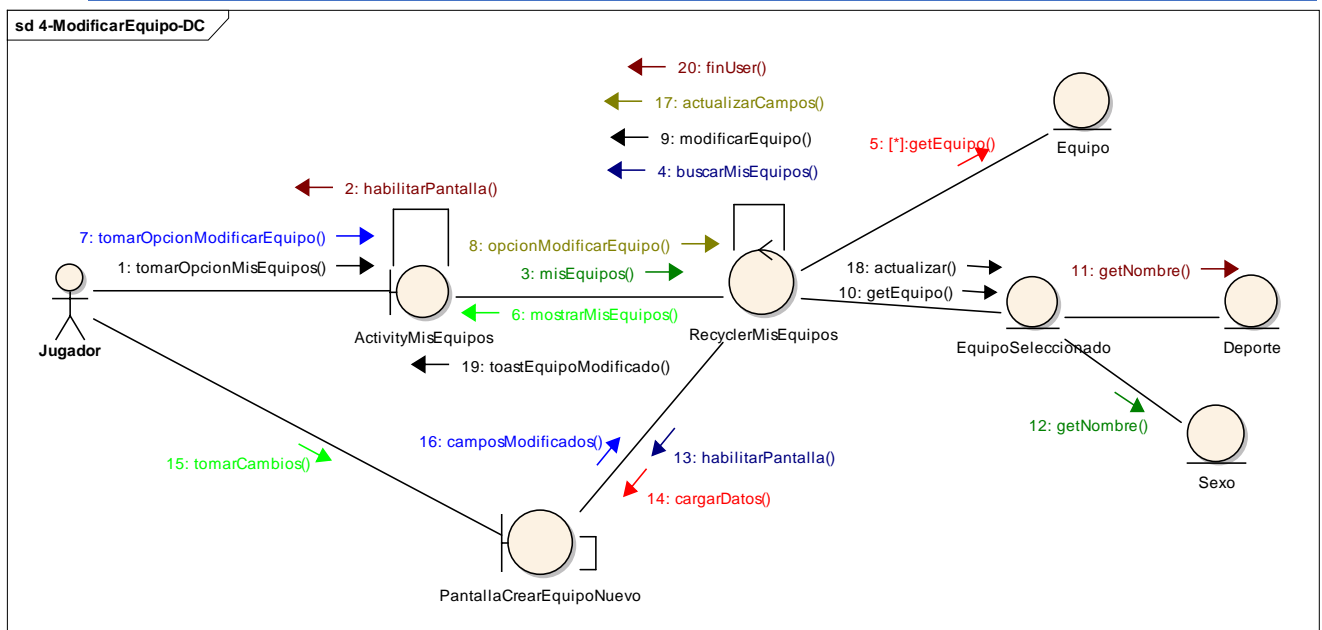 sd 4-ModificarEquipo-DC
20: finUser()
17: actualizarCampos()
9: modificarEquipo()
4: buscarMisEquipos()
5: [*]:getEquipo()
Equipo
2: habilitarPantalla()
7: tomarOpcionModificarEquipo()
1: tomarOpcionMisEquipos()
8: opcionModificarEquipo()
3: misEquipos()
6: mostrarMisEquipos()
18: actualizar()
10: getEquipo()
11: getNombre()
Jugador
ActivityMisEquipos
RecyclerMisEquipos
EquipoSeleccionado
Deporte
19: toastEquipoModificado()
12: getNombre()
16: camposModificados()
13: habilitarPantalla()
15: tomarCambios()
14: cargarDatos()
Sexo
PantallaCrearEquipoNuevo